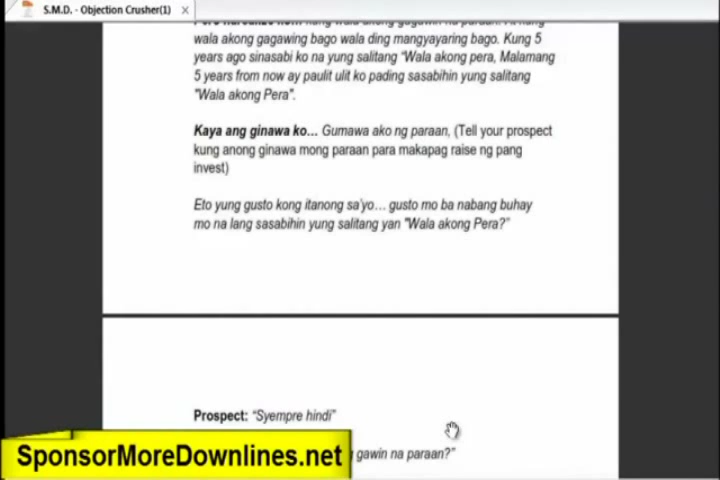 S.M.D. - Objection Crusher(1)
wala akong gagawing bago wala ding mangyayaring bago. Kung 5
years ago sinasabi ko na yung salitang “Wala akong pera, Malamang
5 years from now ay paulit ulit ko pading sasabihin yung salitang
"Wala akong Pera".
Kaya ang ginawa ko... Gumawa ako ng paraan, (Tell your prospect
kung anong ginawa mong paraan para makapag raise ng pang
invest)
Eto yung gusto kong itanong sa'yo... gusto mo ba nabang buhay
mo na lang sasabihin yung salitang yan "Wala akong Pera?"
Prospect: “Syempre hindi”
gawin na paraan?”
SponsorMoreDownlines.net